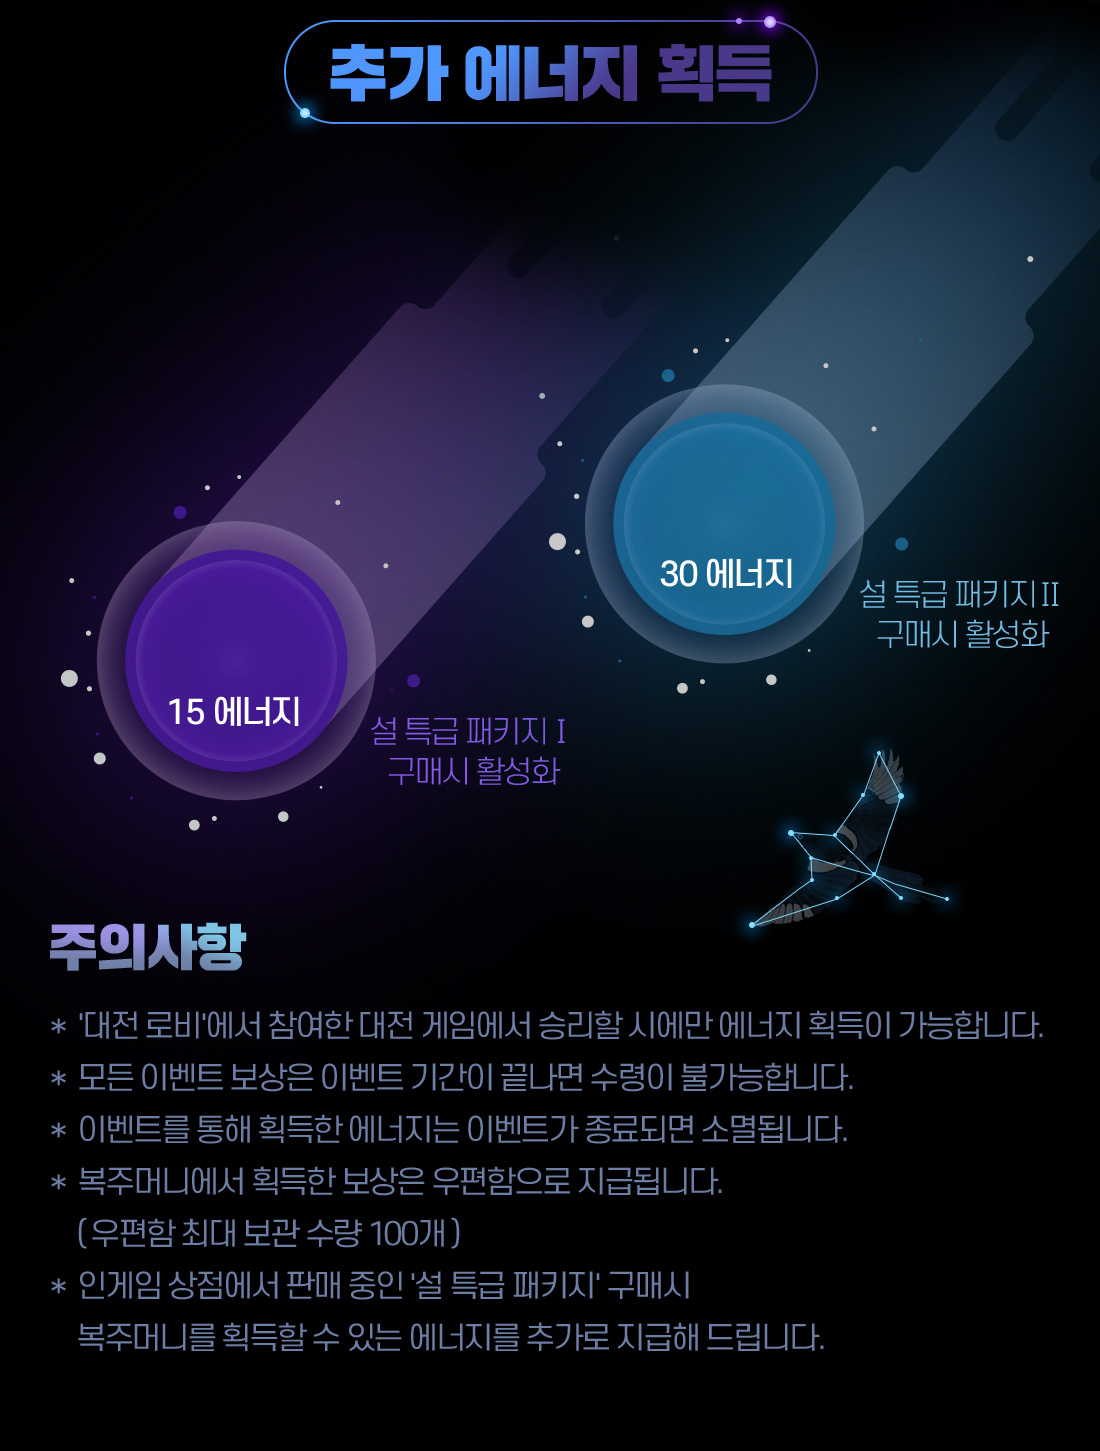 추가 에너지 획득
30 에너지
설 특급 패키지 II
구매시 활성화
15 에너지
설 특급 패키지 I
구매시 활성화
주의사항
* '대전 로비'에서 참여한 대전 게임에서 승리할 시에만 에너지 획득이 가능합니다.
* 모든 이벤트 보상은 이벤트 기간이 끝나면 수령이 불가능합니다.
* 이벤트를 통해 획득한 에너지는 이벤트가 종료되면 소멸됩니다.
* 복주머니에서 획득한 보상은 우편함으로 지급됩니다.
( 우편함 최대 보관 수량 100개 )
* 인게임 상점에서 판매 중인 '설 특급 패키지' 구매시
복주머니를 획득할 수 있는 에너지를 추가로 지급해 드립니다.